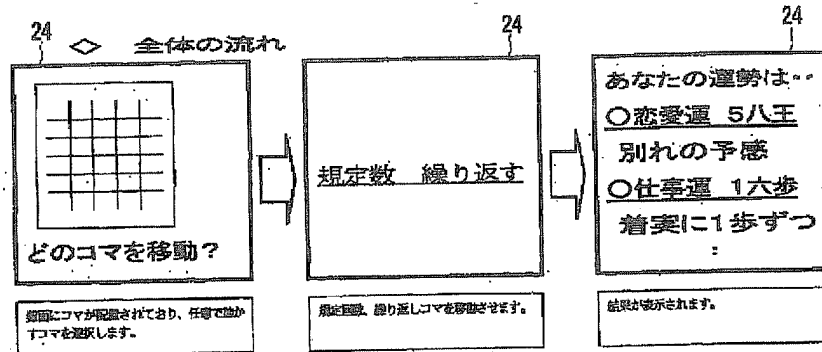 24
◇ 全体の流れ
どのコマを移動？
画面にコマが配置されており、任意で動か
すコマを選択します。
24
規定数 繰り返す
規定回数、繰り返しコマを移動させます。
24
あなたの運勢は‥
○恋愛運 5八王
別れの予感
○仕事運 1六歩
着実に1歩ずつ
：
結果が表示されます。